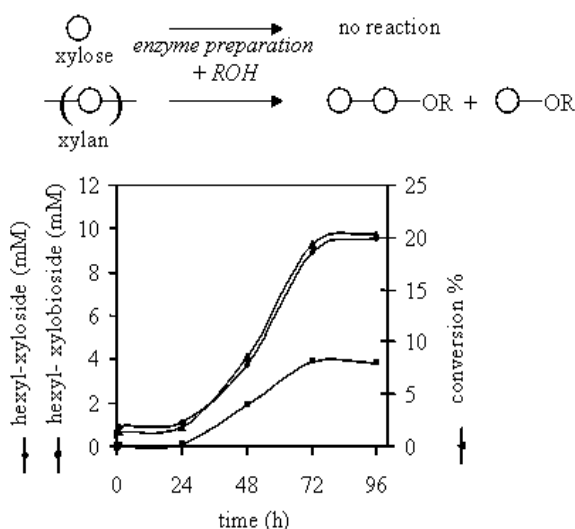 xylose
enzyme preparation
+ ROH
no reaction
xylan
OR + OR
12
10
8
6
4
2
0
25
20
15
10
5
0
0 24 48 72 96
time (h)
hexyl-xyloside (mM)
hexyl- xylobioside (mM)
conversion %